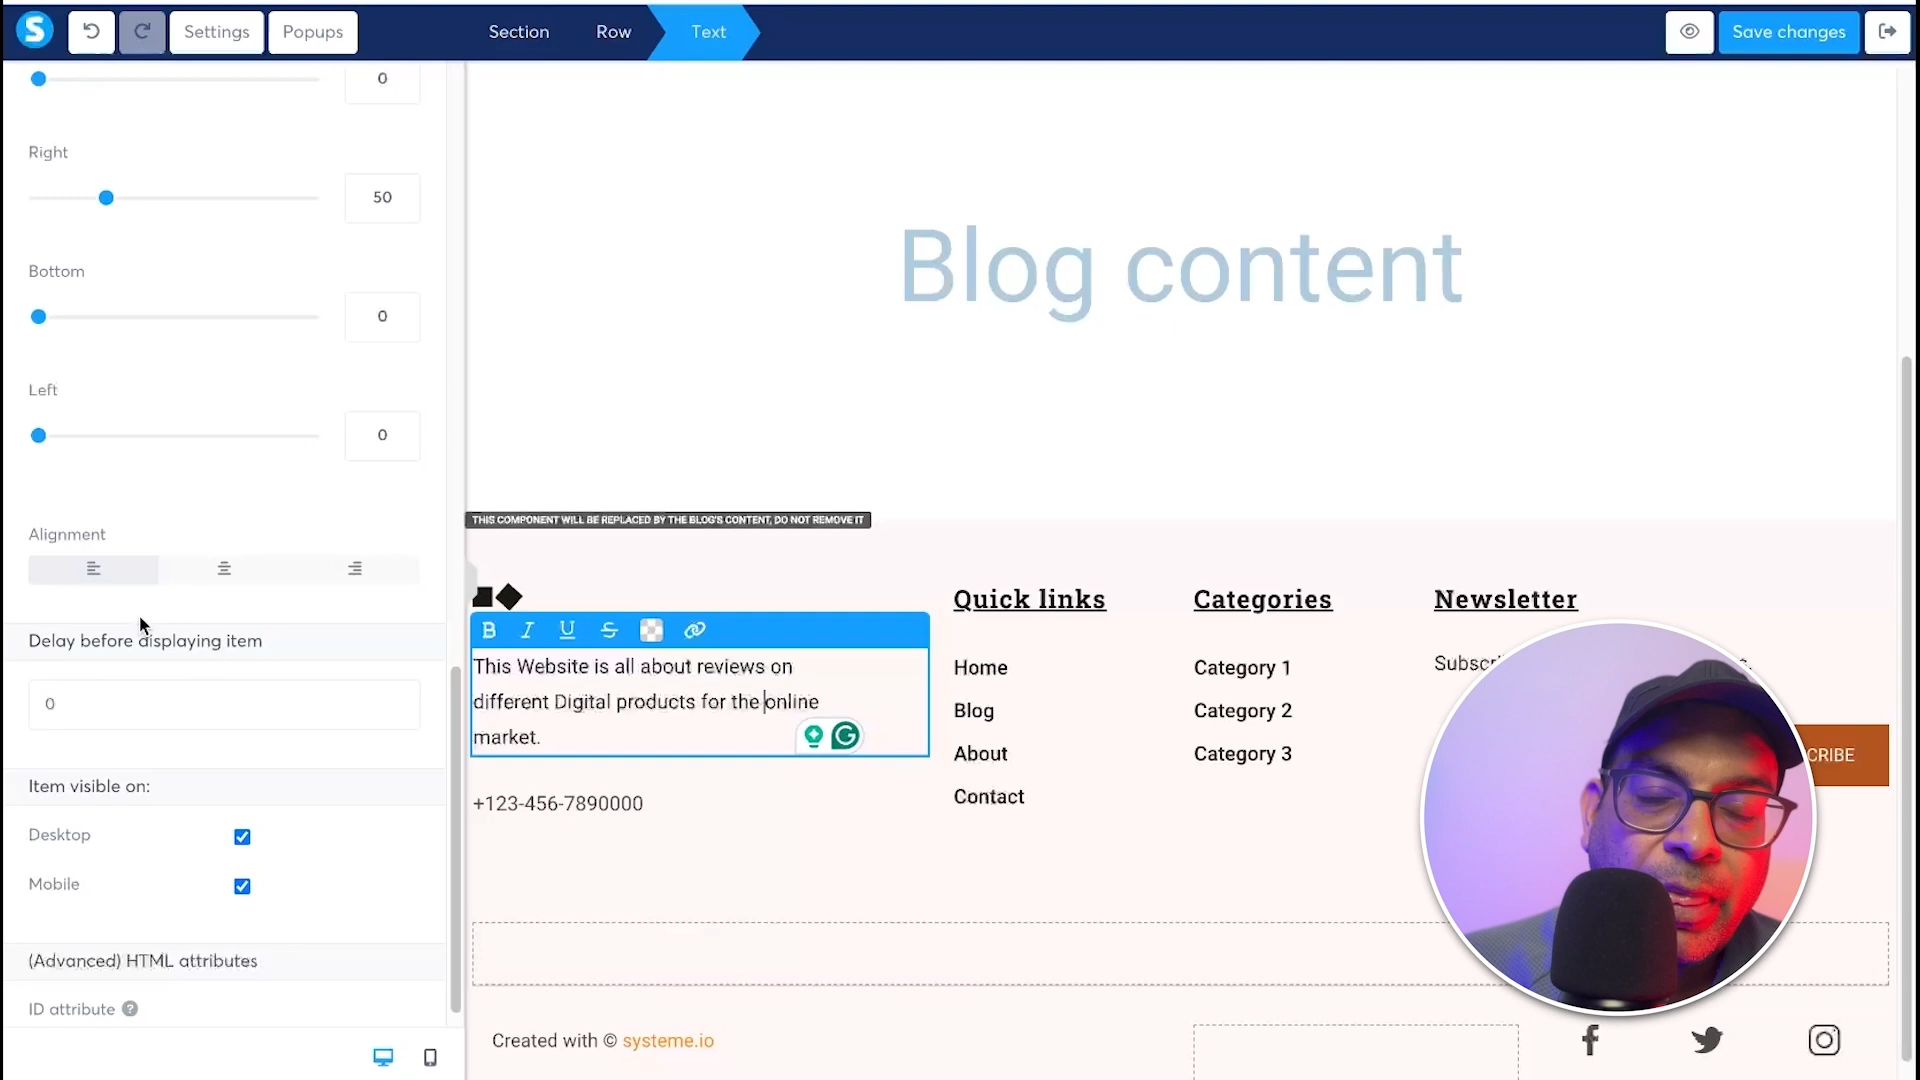 S
Settings
Popups
Section
Row
Text
Save changes
0
Right
50
Bottom
0
Left
0
Alignment
Delay before displaying item
0
Item visible on:
Desktop
Mobile
(Advanced) HTML attributes
ID attribute ?
Blog content
THIS COMPONENT WILL BE REPLACED BY THE BLOG'S CONTENT, DO NOT REMOVE IT
B I U S
This Website is all about reviews on
different Digital products for the online
market.
G
+123-456-7890000
Quick links
Home
Blog
About
Contact
Categories
Category 1
Category 2
Category 3
Newsletter
CRIBE
Created with © systeme.io